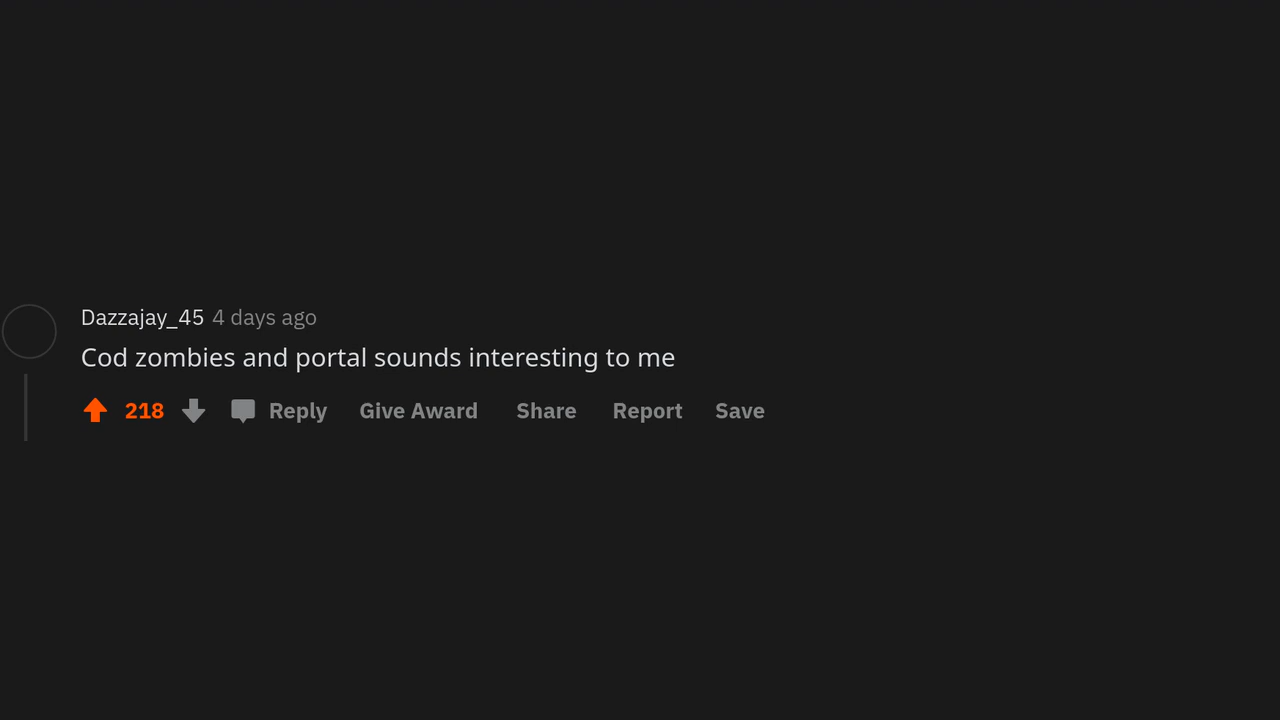 Dazzajay_45 4 days ago
Cod zombies and portal sounds interesting to me
218 Reply Give Award Share Report Save